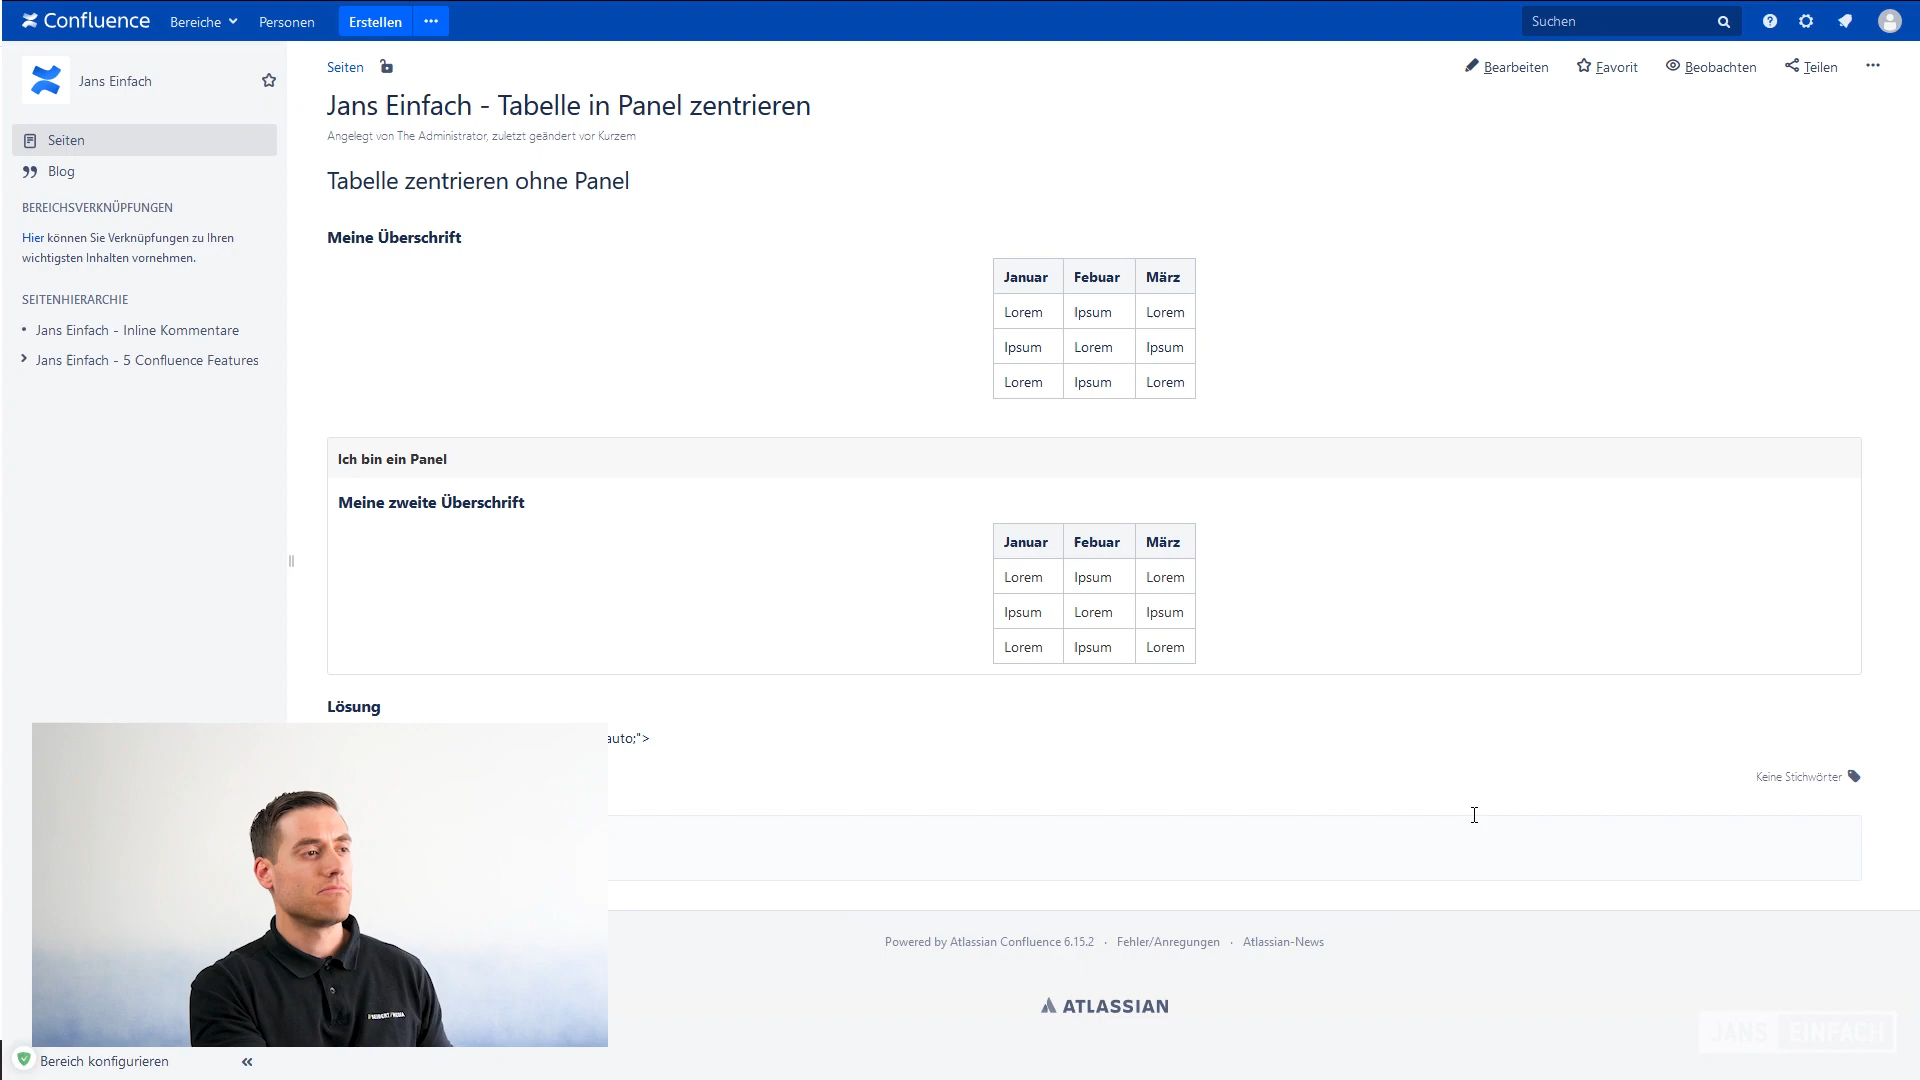 Confluence Bereiche Personen Erstellen ··· Suchen
Jans Einfach
Seiten
Blog
BEREICHSVERKNÜPFUNGEN
Hier können Sie Verknüpfungen zu Ihren
wichtigsten Inhalten vornehmen.
SEITENHIERARCHIE
• Jans Einfach - Inline Kommentare
Jans Einfach - 5 Confluence Features
Seiten
Bearbeiten Favorit Beobachten Teilen ···
Jans Einfach - Tabelle in Panel zentrieren
Angelegt von The Administrator, zuletzt geändert vor Kurzem
Tabelle zentrieren ohne Panel
Meine Überschrift
Januar Febuar März
Lorem Ipsum Lorem
Ipsum Lorem Ipsum
Lorem Ipsum Lorem
Ich bin ein Panel
Meine zweite Überschrift
Januar Febuar März
Lorem Ipsum Lorem
Ipsum Lorem Ipsum
Lorem Ipsum Lorem
Lösung
auto;">
Keine Stichwörter
Powered by Atlassian Confluence 6.15.2 · Fehler/Anregungen · Atlassian-News
ATLASSIAN
JANS EINFACH
Bereich konfigurieren «